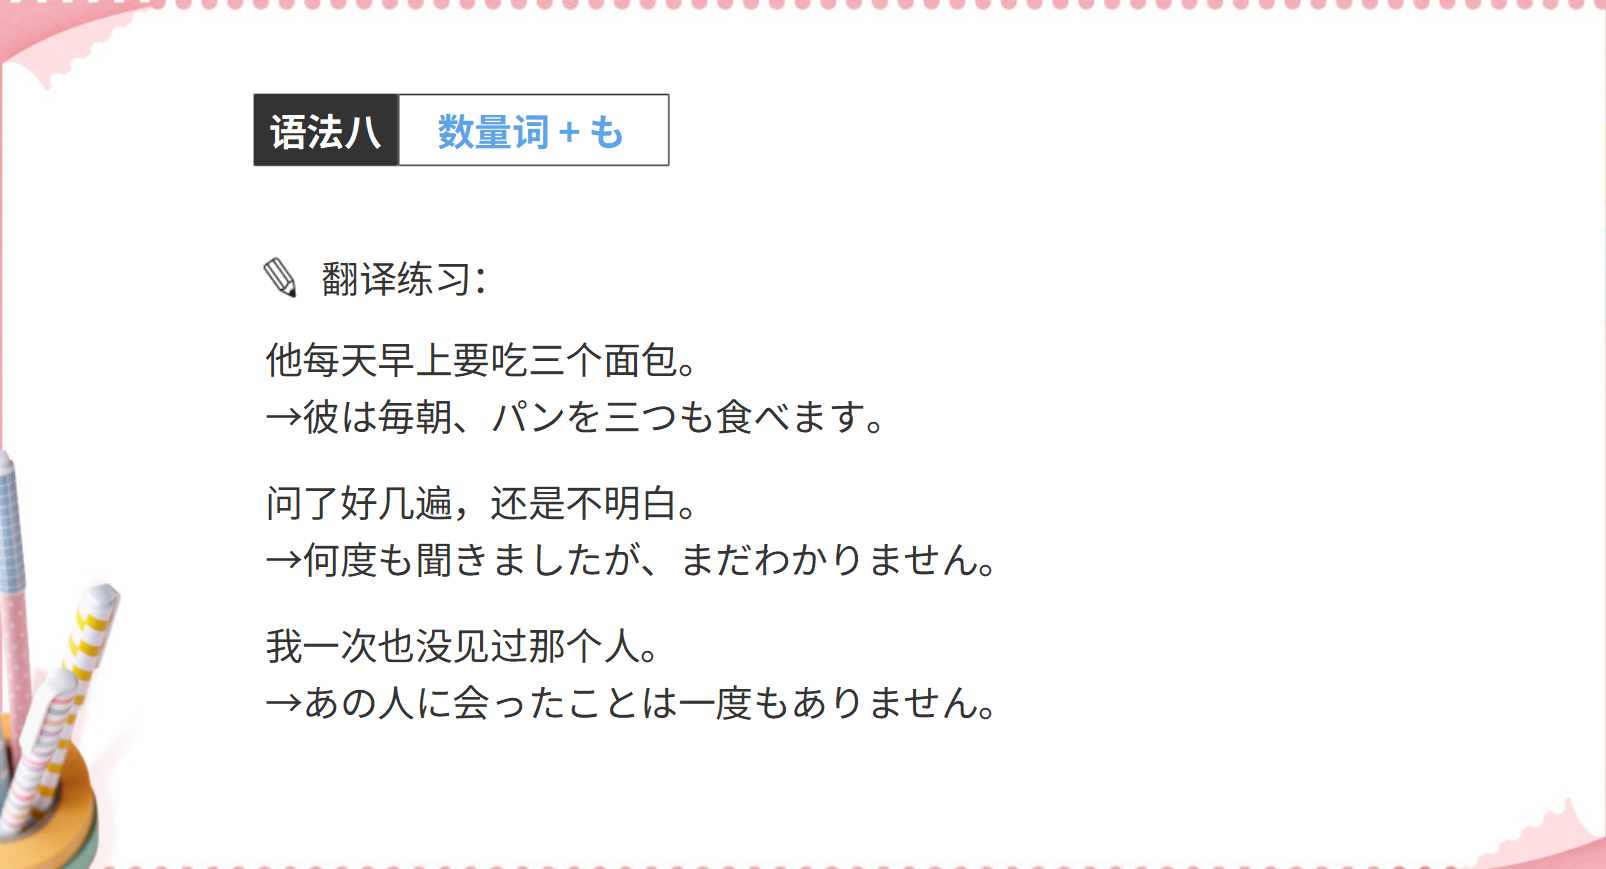 语法八 数量词 + も
翻译练习：
他每天早上要吃三个面包。
→彼は毎朝、パンを三つも食べます。
问了好几遍，还是不明白。
→何度も聞きましたが、まだわかりません。
我一次也没见过那个人。
→あの人に会ったことは一度もありません。